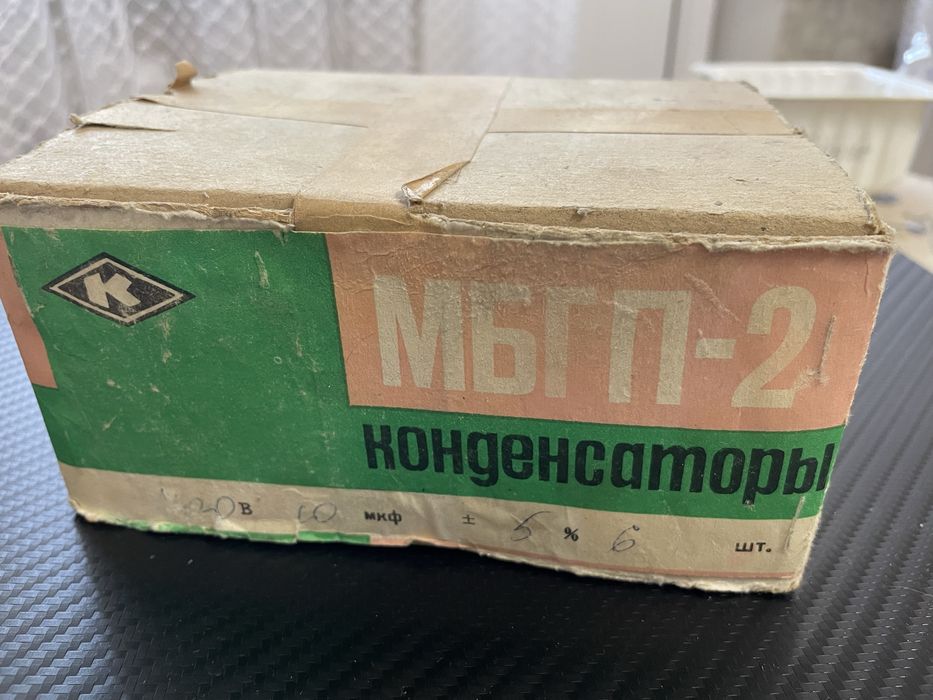 К
МБГП-2
конденсаторы
В 10 мкф ± 5 % 6 шт.